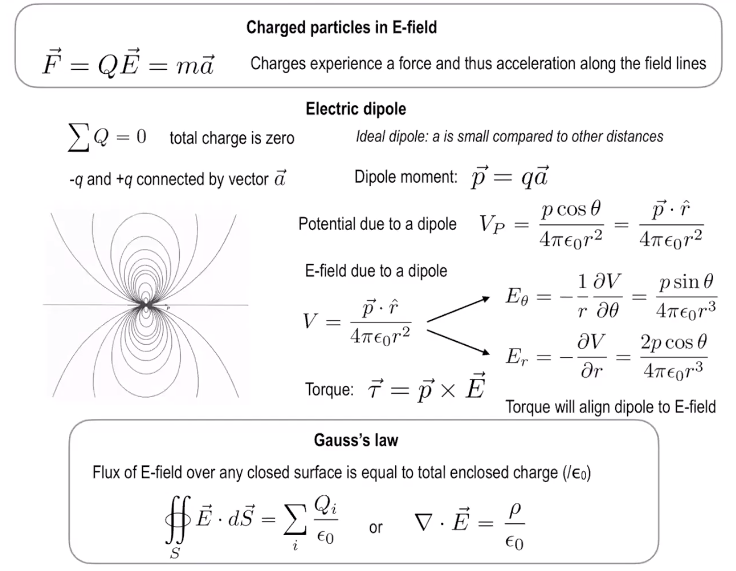 Charged particles in E-field
$\vec{F} = Q\vec{E} = m\vec{a}$ Charges experience a force and thus acceleration along the field lines
Electric dipole
$\sum Q = 0$ total charge is zero
Ideal dipole: a is small compared to other distances
-q and +q connected by vector $\vec{a}$
Dipole moment: $\vec{p} = q\vec{a}$
Potential due to a dipole $V_P = \frac{p\cos\theta}{4\pi\epsilon_0 r^2} = \frac{\vec{p}\cdot\hat{r}}{4\pi\epsilon_0 r^2}$
E-field due to a dipole
$V = \frac{\vec{p}\cdot\hat{r}}{4\pi\epsilon_0 r^2}$
$E_\theta = -\frac{1}{r}\frac{\partial V}{\partial\theta} = \frac{p\sin\theta}{4\pi\epsilon_0 r^3}$
$E_r = -\frac{\partial V}{\partial r} = \frac{2p\cos\theta}{4\pi\epsilon_0 r^3}$
Torque: $\vec{\tau} = \vec{p} \times \vec{E}$
Torque will align dipole to E-field
Gauss's law
Flux of E-field over any closed surface is equal to total enclosed charge (/ε₀)
$\oiint_S \vec{E}\cdot d\vec{S} = \sum_i \frac{Q_i}{\epsilon_0}$ or $\nabla\cdot\vec{E} = \frac{\rho}{\epsilon_0}$